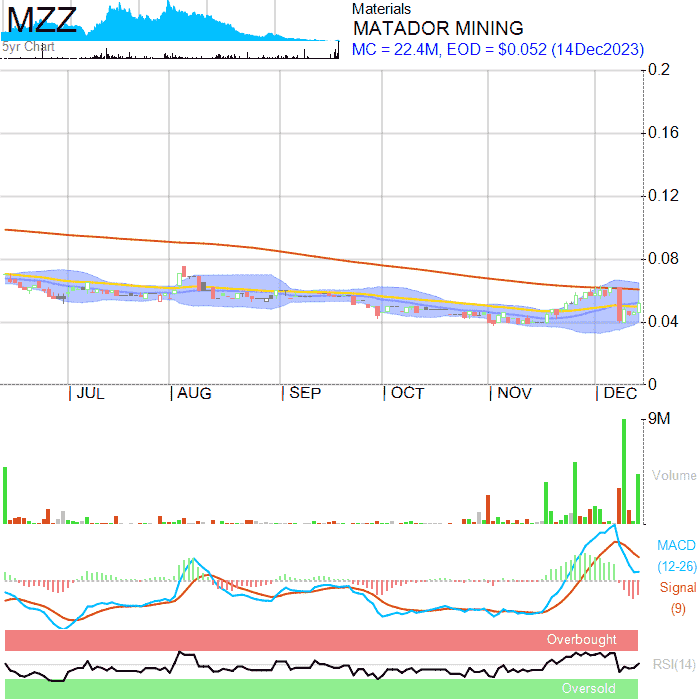 MZZ
5yr Chart
Materials
MATADOR MINING
MC = 22.4M, EOD = $0.052 (14Dec2023)
0.2
0.16
0.12
0.08
0.04
0
JUL AUG SEP OCT NOV DEC
9M
Volume
MACD
(12-26)
Signal
(9)
Overbought
RSI(14)
Oversold